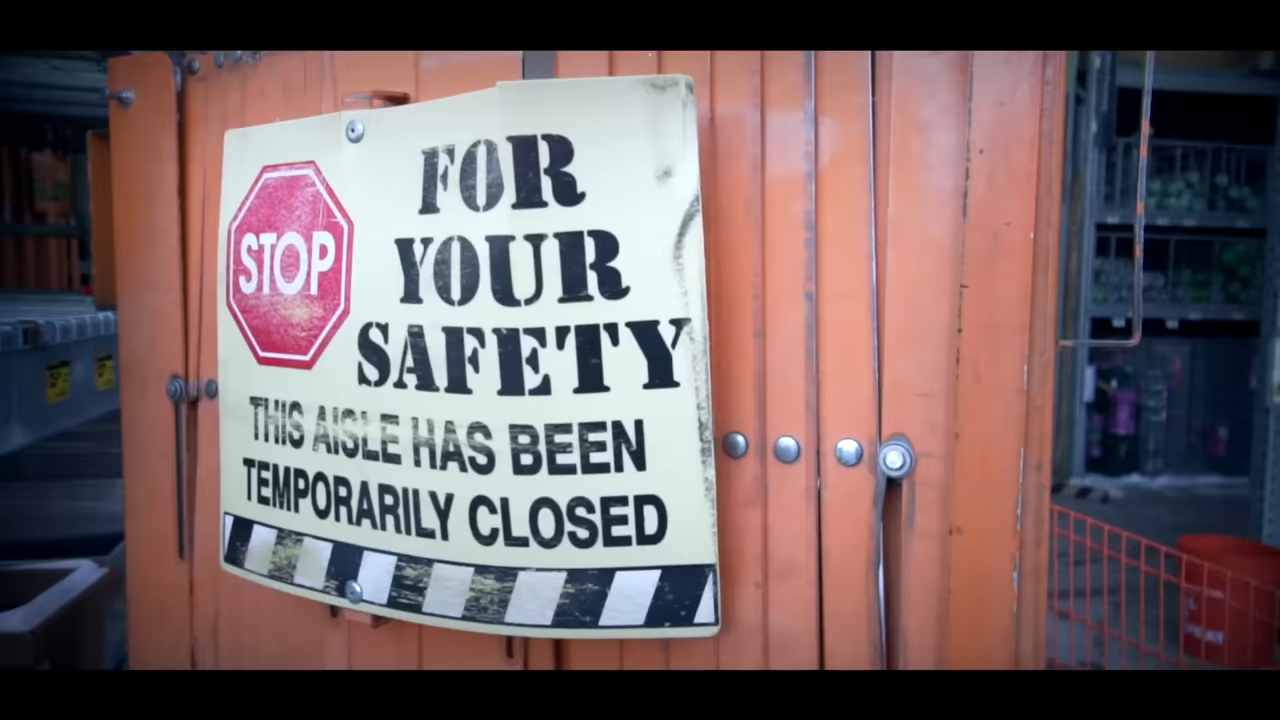 STOP
FOR
YOUR
SAFETY
THIS AISLE HAS BEEN
TEMPORARILY CLOSED